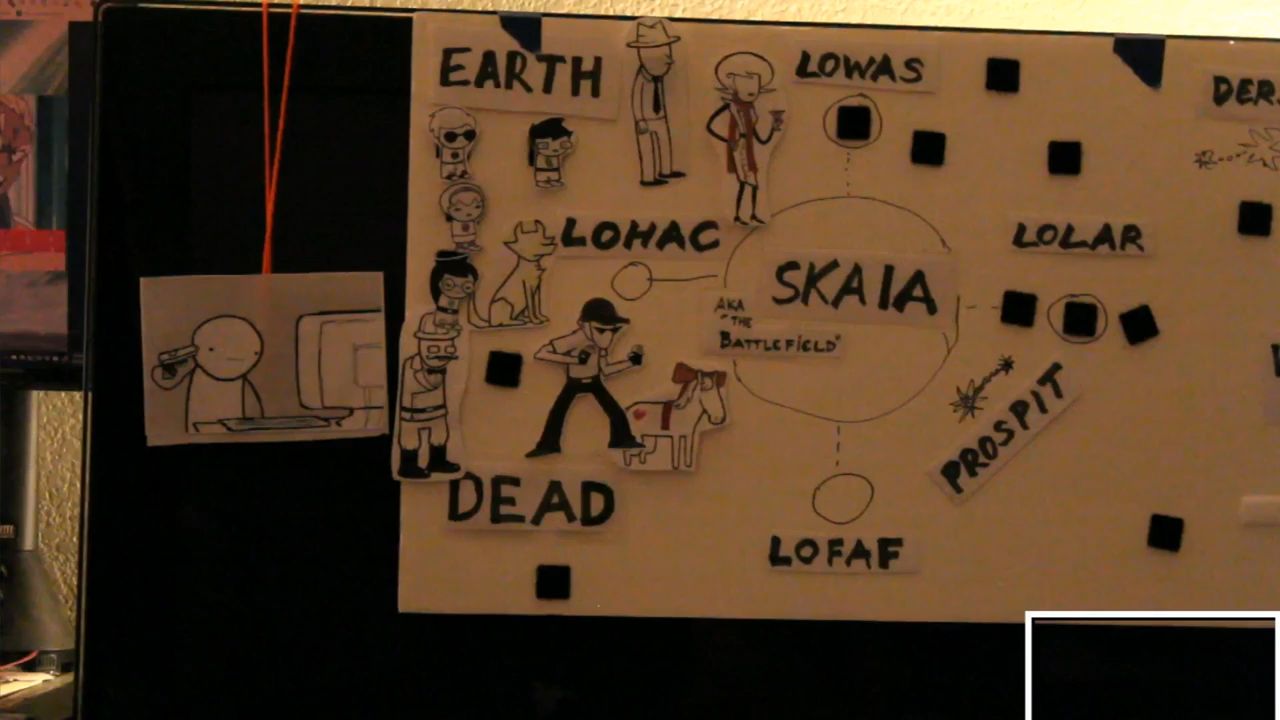 EARTH
LOWAS
DER
LOHAC
LOLAR
SKAIA
AKA
"THE
BATTLEFIELD"
PROSPIT
DEAD
LOFAF